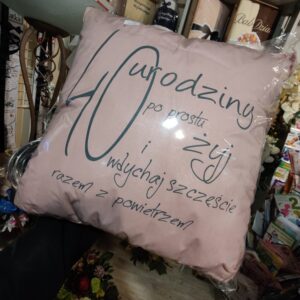 40 urodziny
po prostu
żyj
i
wdychaj szczęście
razem z powietrzem